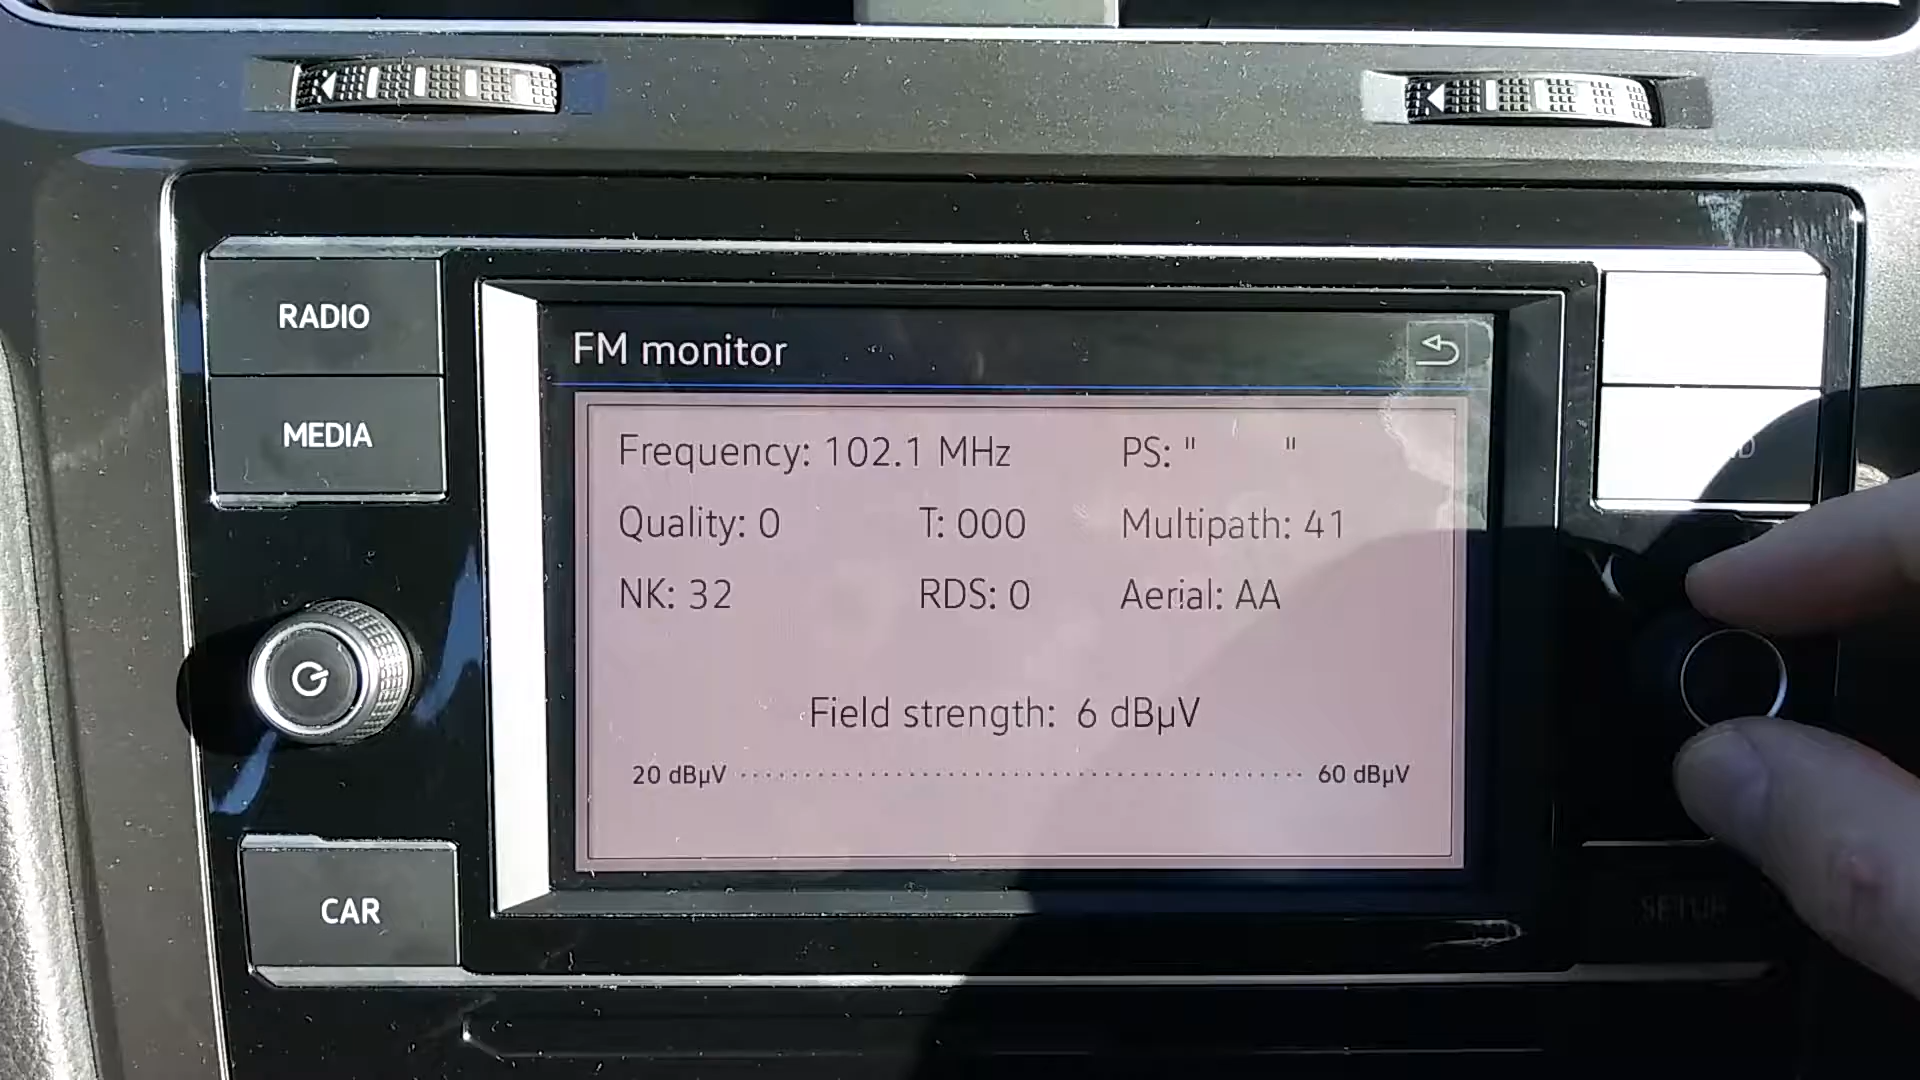 RADIO
MEDIA
CAR
FM monitor
Frequency: 102.1 MHz PS: " "
Quality: 0 T: 000 Multipath: 41
NK: 32 RDS: 0 Aerial: AA
Field strength: 6 dBµV
20 dBµV 60 dBµV
SETUP